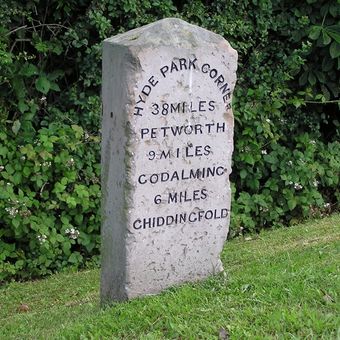 HYDE PARK CORNER
38 MILES
PETWORTH
9 MILES
GODALMING
6 MILES
CHIDDINGFOLD